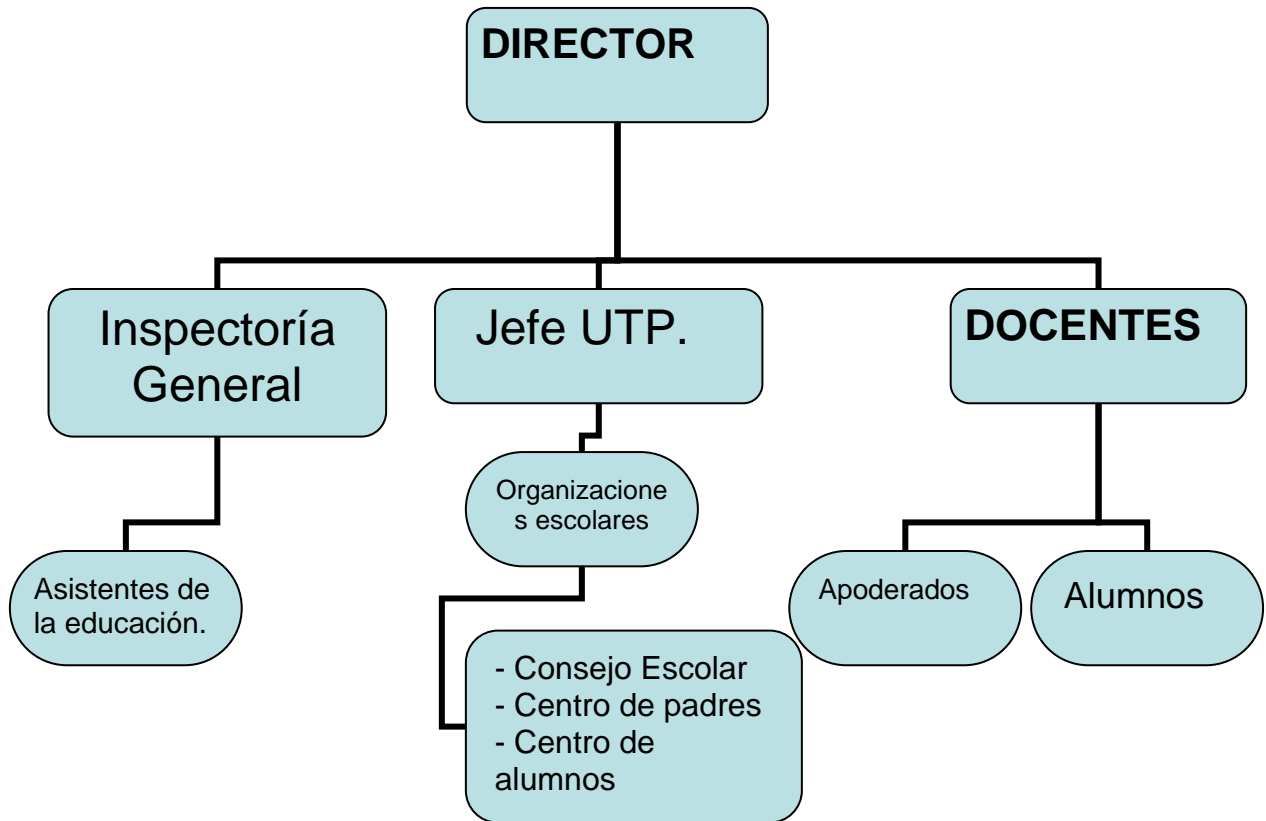 DIRECTOR
Inspectoría
General
Jefe UTP.
DOCENTES
Organizacione
s escolares
Asistentes de
la educación.
Apoderados
Alumnos
- Consejo Escolar
- Centro de padres
- Centro de
alumnos